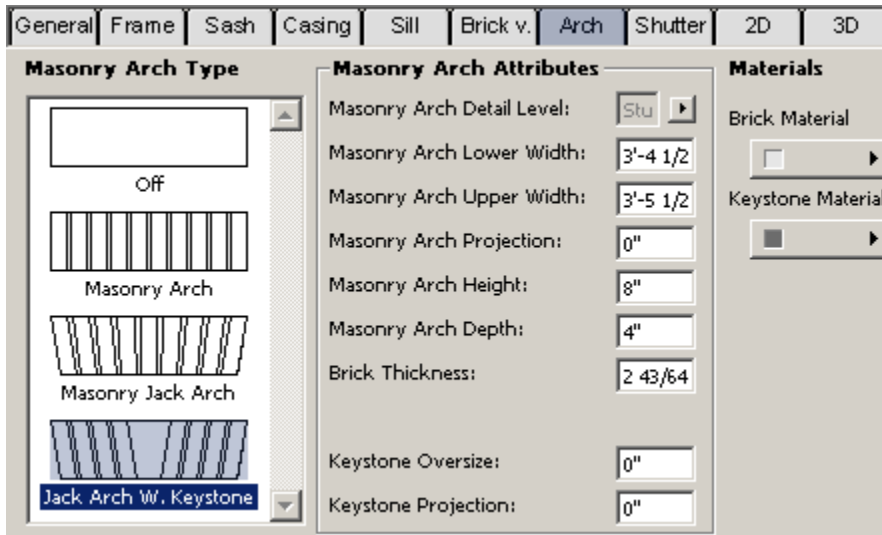 General Frame Sash Casing Sill Brick v. Arch Shutter 2D 3D
Masonry Arch Type
Off
Masonry Arch
Masonry Jack Arch
Jack Arch W. Keystone
Masonry Arch Attributes
Masonry Arch Detail Level: Stu
Masonry Arch Lower Width: 3'-4 1/2
Masonry Arch Upper Width: 3'-5 1/2
Masonry Arch Projection: 0"
Masonry Arch Height: 8"
Masonry Arch Depth: 4"
Brick Thickness: 2 43/64
Keystone Oversize: 0"
Keystone Projection: 0"
Materials
Brick Material
Keystone Material